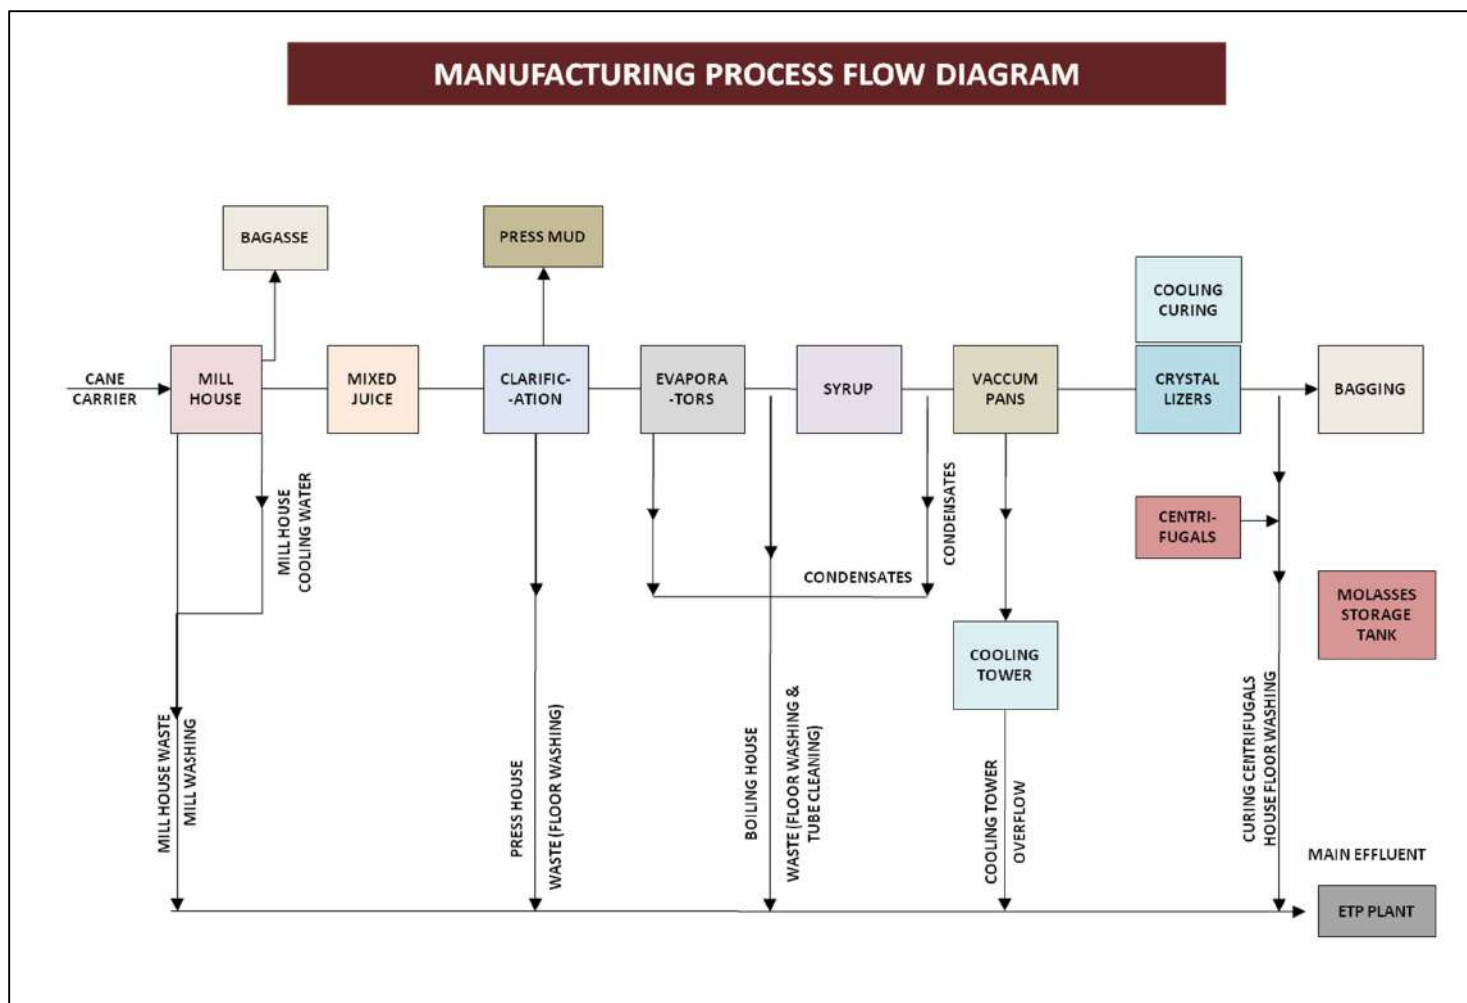 MANUFACTURING PROCESS FLOW DIAGRAM
BAGASSE
PRESS MUD
COOLING
CURING
CANE
CARRIER
MILL
HOUSE
MIXED
JUICE
CLARIFIC-
-ATION
EVAPORA
-TORS
SYRUP
VACCUM
PANS
CRYSTAL
LIZERS
BAGGING
MILL HOUSE
COOLING WATER
CONDENSATES
CONDENSATES
CENTRI-
FUGALS
MOLASSES
STORAGE
TANK
COOLING
TOWER
MILL HOUSE WASTE
MILL WASHING
PRESS HOUSE
WASTE (FLOOR WASHING)
BOILING HOUSE
WASTE (FLOOR WASHING &
TUBE CLEANING)
COOLING TOWER
OVERFLOW
CURING CENTRIFUGALS
HOUSE FLOOR WASHING
MAIN EFFLUENT
ETP PLANT